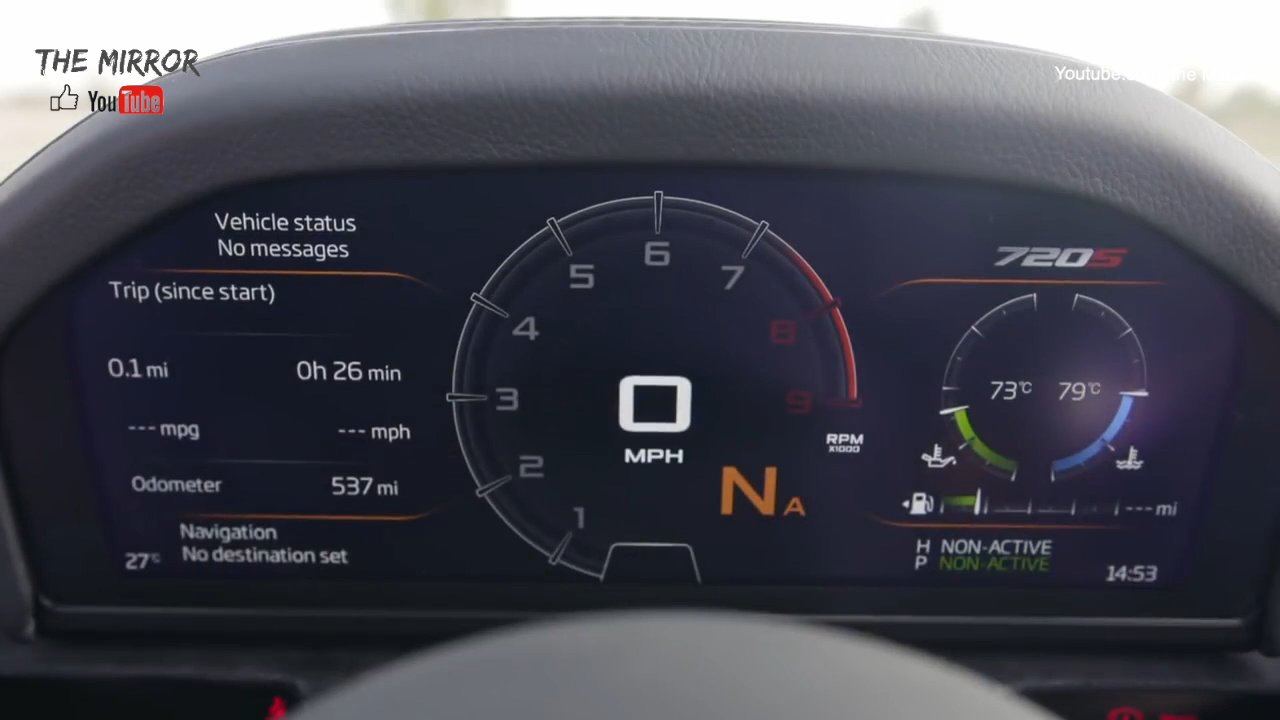 THE MIRROR
YouTube
Youtube.
Vehicle status
No messages
Trip (since start)
0.1 mi 0h 26 min
--- mpg --- mph
Odometer 537 mi
Navigation
No destination set
27°C
1
2
3
4
5
6
7
8
9
0
MPH
RPM
X1000
N A
720S
73°C 79°C
--- mi
H NON-ACTIVE
P NON-ACTIVE
14:53